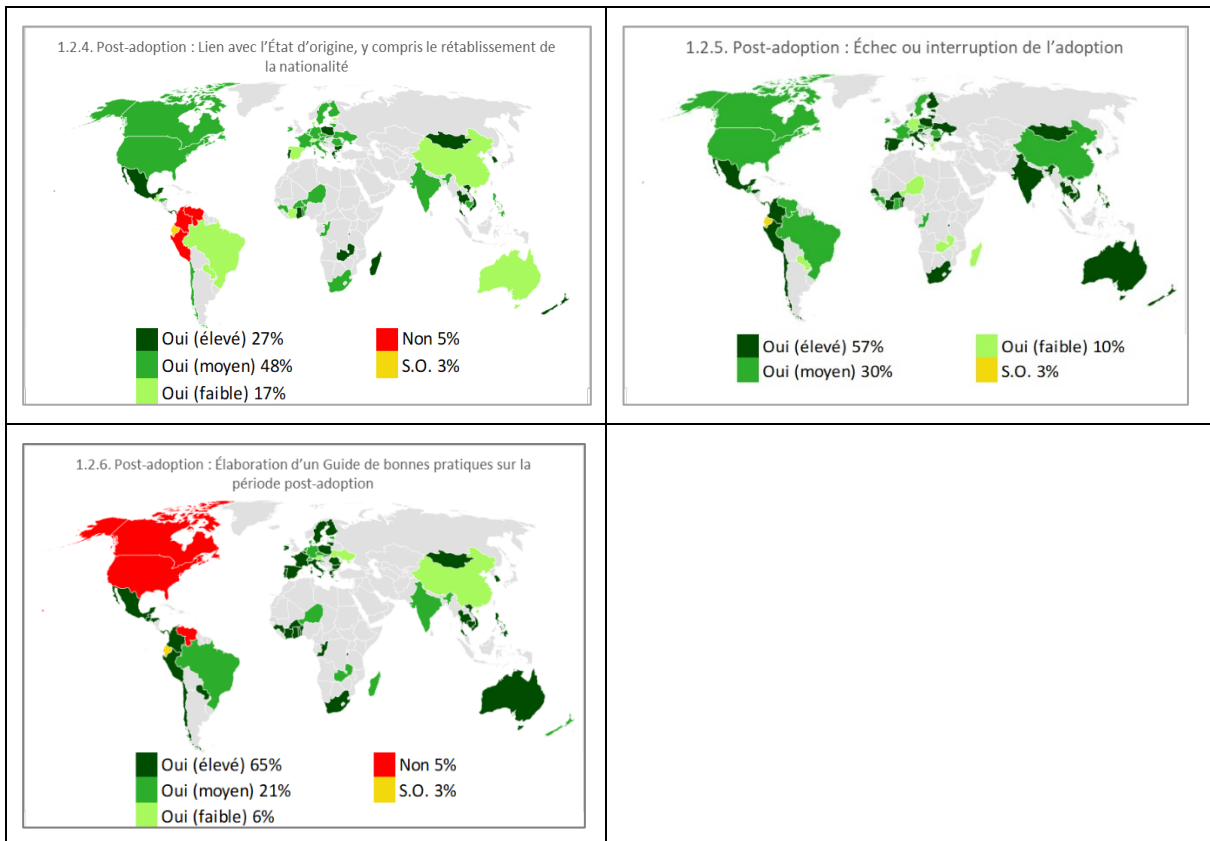 1.2.4. Post-adoption : Lien avec l'État d'origine, y compris le rétablissement de
la nationalité
Oui (élevé) 27%
Oui (moyen) 48%
Oui (faible) 17%
Non 5%
S.O. 3%
1.2.5. Post-adoption : Échec ou interruption de l'adoption
Oui (élevé) 57%
Oui (moyen) 30%
Oui (faible) 10%
S.O. 3%
1.2.6. Post-adoption : Élaboration d'un Guide de bonnes pratiques sur la
période post-adoption
Oui (élevé) 65%
Oui (moyen) 21%
Oui (faible) 6%
Non 5%
S.O. 3%